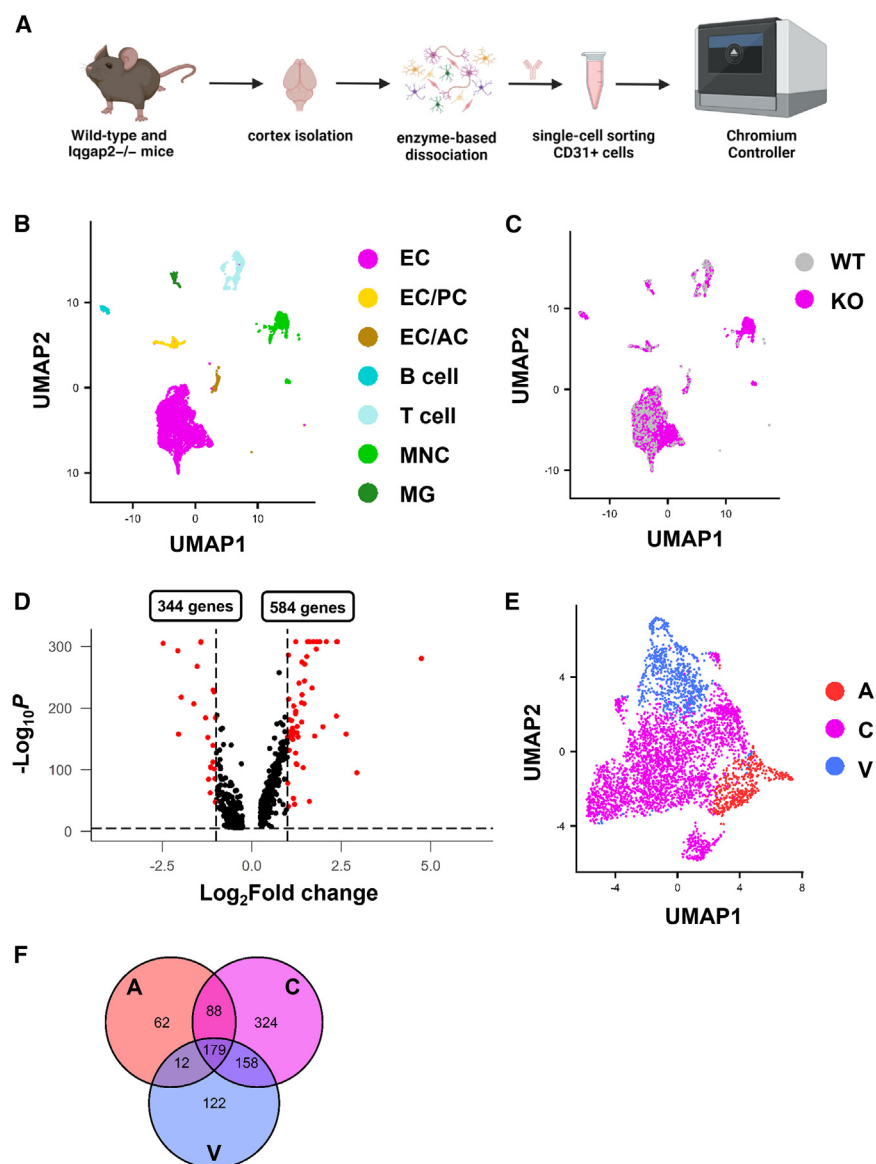 A
Wild-type and
Iqgap2−/− mice
cortex isolation
enzyme-based
dissociation
single-cell sorting
CD31+ cells
Chromium
Controller
B
UMAP2
10
0
10
-10
0
10
UMAP1
EC
EC/PC
EC/AC
B cell
T cell
MNC
MG
C
UMAP2
10
0
-10
-10
0
10
UMAP1
WT
KO
D
344 genes
584 genes
-Log10P
300
200
100
0
-2.5
0.0
2.5
5.0
Log2Fold change
E
UMAP2
4
0
-4
-4
0
4
8
UMAP1
A
C
V
F
A
C
88
62
324
179
12
158
122
V